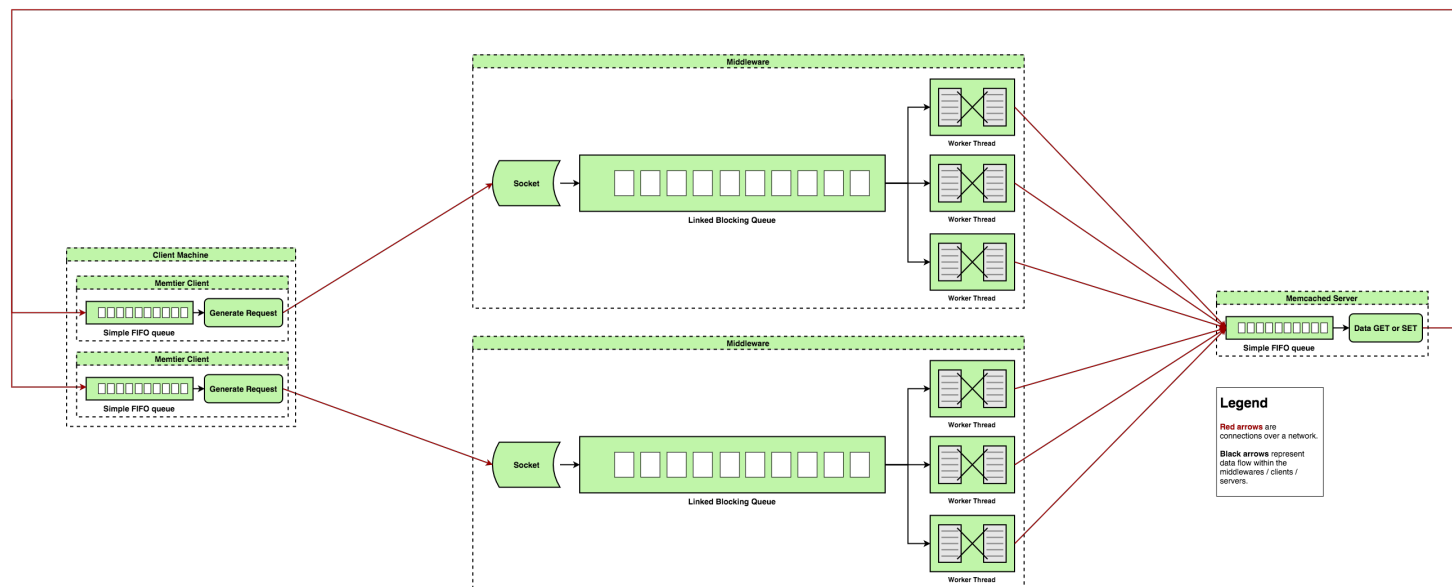 Middleware
Worker Thread
Socket
Linked Blocking Queue
Worker Thread
Worker Thread
Client Machine
Memtier Client
Generate Request
Simple FIFO queue
Memtier Client
Generate Request
Simple FIFO queue
Middleware
Worker Thread
Socket
Linked Blocking Queue
Worker Thread
Worker Thread
Memcached Server
Data GET or SET
Simple FIFO queue
Legend
Red arrows are
connections over a network.
Black arrows represent
data flow within the
middlewares / clients /
servers.